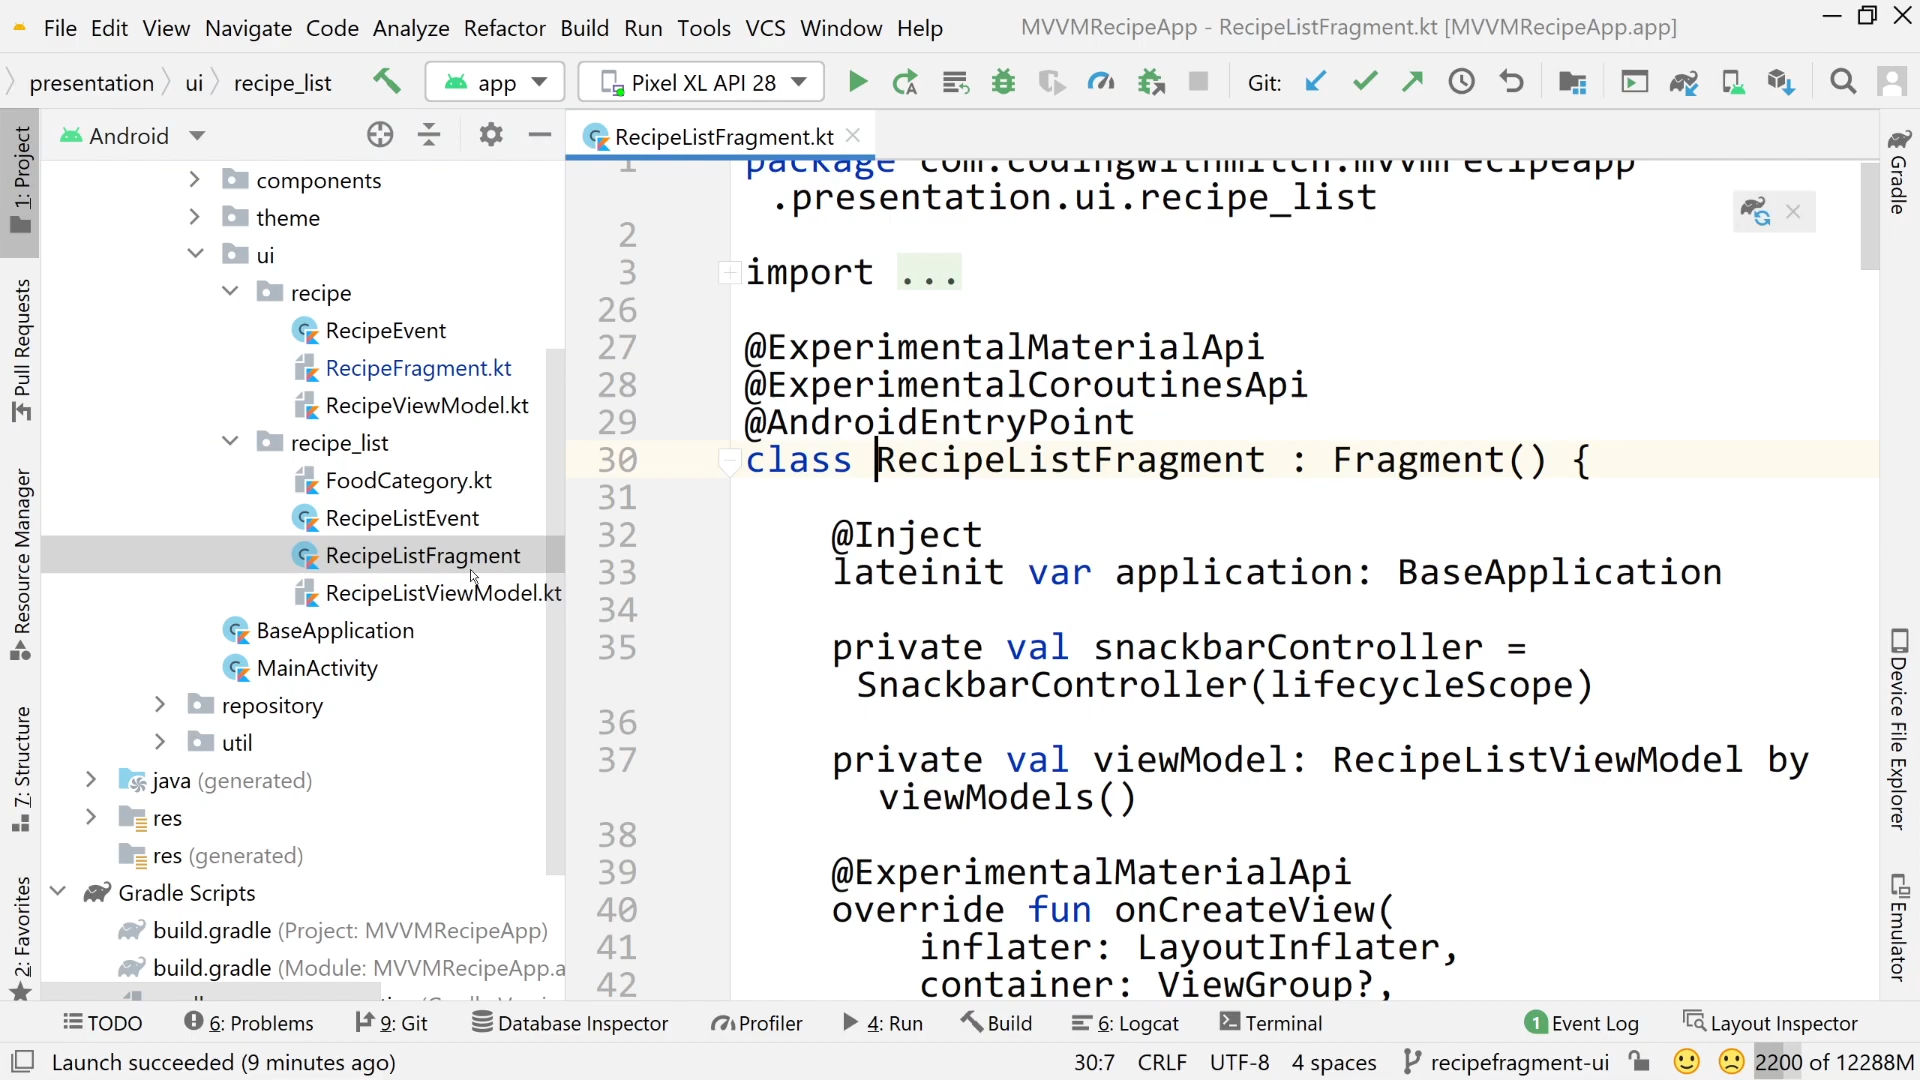 File Edit View Navigate Code Analyze Refactor Build Run Tools VCS Window Help MVVMRecipeApp - RecipeListFragment.kt [MVVMRecipeApp.app]
presentation ui recipe_list app Pixel XL API 28 Git:
Android
RecipeListFragment.kt
1: Project
Pull Requests
Resource Manager
7: Structure
2: Favorites
components
theme
ui
recipe
RecipeEvent
RecipeFragment.kt
RecipeViewModel.kt
recipe_list
FoodCategory.kt
RecipeListEvent
RecipeListFragment
RecipeListViewModel.kt
BaseApplication
MainActivity
repository
util
java (generated)
res
res (generated)
Gradle Scripts
build.gradle (Project: MVVMRecipeApp)
build.gradle (Module: MVVMRecipeApp.a
1 package com.codingwithmitch.mvvmrecipeapp
.presentation.ui.recipe_list
2
3 import ...
26
27 @ExperimentalMaterialApi
28 @ExperimentalCoroutinesApi
29 @AndroidEntryPoint
30 class RecipeListFragment : Fragment() {
31
32 @Inject
33 lateinit var application: BaseApplication
34
35 private val snackbarController =
SnackbarController(lifecycleScope)
36
37 private val viewModel: RecipeListViewModel by
viewModels()
38
39 @ExperimentalMaterialApi
40 override fun onCreateView(
41 inflater: LayoutInflater,
42 container: ViewGroup?,
Gradle
Device File Explorer
Emulator
TODO 6: Problems 9: Git Database Inspector Profiler 4: Run Build 6: Logcat Terminal 1 Event Log Layout Inspector
Launch succeeded (9 minutes ago) 30:7 CRLF UTF-8 4 spaces recipefragment-ui 2200 of 12288M